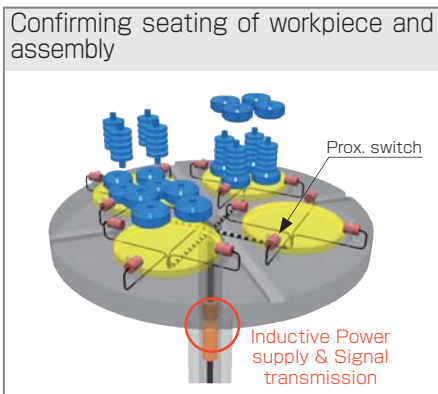 Confirming seating of workpiece and
assembly
Prox. switch
Inductive Power
supply & Signal
transmission